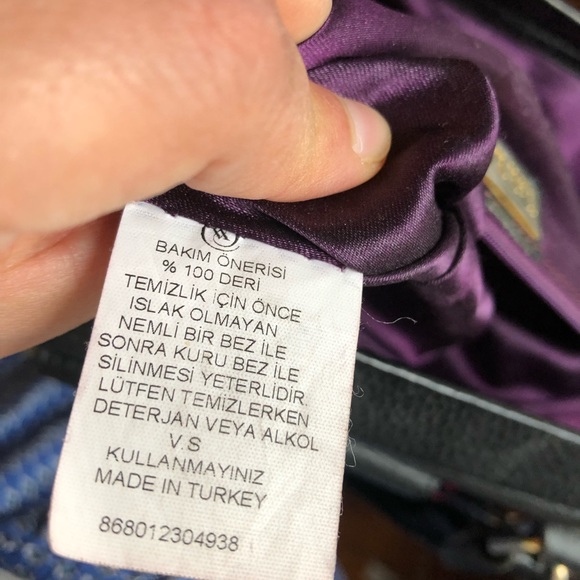 BAKIM ÖNERİSİ
% 100 DERİ
TEMİZLİK İÇİN ÖNCE
ISLAK OLMAYAN
NEMLİ BİR BEZ İLE
SONRA KURU BEZ İLE
SİLİNMESİ YETERLİDİR
LÜTFEN TEMİZLERKEN
DETERJAN VEYA ALKOL
V.S
KULLANMAYINIZ
MADE IN TURKEY
868012304938